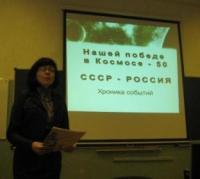 Нашей победе
в Космосе - 50
СССР - РОССИЯ
Хроника событий